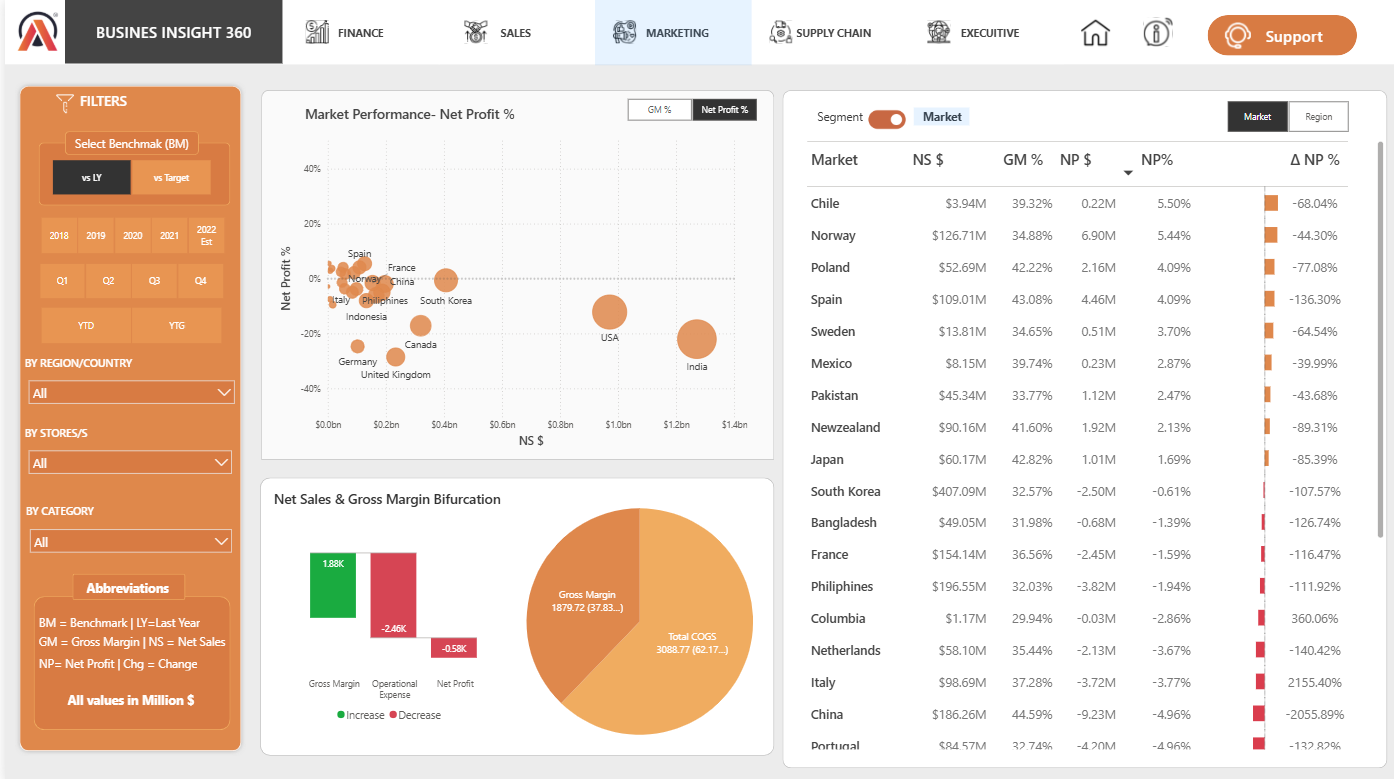 BUSINES INSIGHT 360
FINANCE
SALES
MARKETING
SUPPLY CHAIN
EXECUTIVE
Support
FILTERS
Select Benchmak (BM)
vs LY
vs Target
2018
2019
2020
2021
2022
Est
Q1
Q2
Q3
Q4
YTD
YTG
BY REGION/COUNTRY
All
BY STORES/S
All
BY CATEGORY
All
Abbreviations
BM = Benchmark | LY=Last Year
GM = Gross Margin | NS = Net Sales
NP= Net Profit | Chg = Change
All values in Million $
Market Performance- Net Profit %
GM %
Net Profit %
Net Profit %
40%
20%
0%
-20%
-40%
Spain
France
Norway
China
Italy
Philiphines
South Korea
Indonesia
USA
Canada
Germany
United Kingdom
India
$0.0bn
$0.2bn
$0.4bn
$0.6bn
$0.8bn
$1.0bn
$1.2bn
$1.4bn
NS $
Net Sales & Gross Margin Bifurcation
1.88K
-2.46K
-0.58K
Gross Margin
Operational
Expense
Net Profit
Increase
Decrease
Gross Margin
1879.72 (37.83...)
Total COGS
3088.77 (62.17...)
Segment
Market
Market
Region
Market NS $ GM % NP $ NP% Δ NP %
Chile $3.94M 39.32% 0.22M 5.50% -68.04%
Norway $126.71M 34.88% 6.90M 5.44% -44.30%
Poland $52.69M 42.22% 2.16M 4.09% -77.08%
Spain $109.01M 43.08% 4.46M 4.09% -136.30%
Sweden $13.81M 34.65% 0.51M 3.70% -64.54%
Mexico $8.15M 39.74% 0.23M 2.87% -39.99%
Pakistan $45.34M 33.77% 1.12M 2.47% -43.68%
Newzealand $90.16M 41.60% 1.92M 2.13% -89.31%
Japan $60.17M 42.82% 1.01M 1.69% -85.39%
South Korea $407.09M 32.57% -2.50M -0.61% -107.57%
Bangladesh $49.05M 31.98% -0.68M -1.39% -126.74%
France $154.14M 36.56% -2.45M -1.59% -116.47%
Philiphines $196.55M 32.03% -3.82M -1.94% -111.92%
Columbia $1.17M 29.94% -0.03M -2.86% 360.06%
Netherlands $58.10M 35.44% -2.13M -3.67% -140.42%
Italy $98.69M 37.28% -3.72M -3.77% 2155.40%
China $186.26M 44.59% -9.23M -4.96% -2055.89%
Portugal $84.57M 32.74% -4.20M -4.96% -132.82%